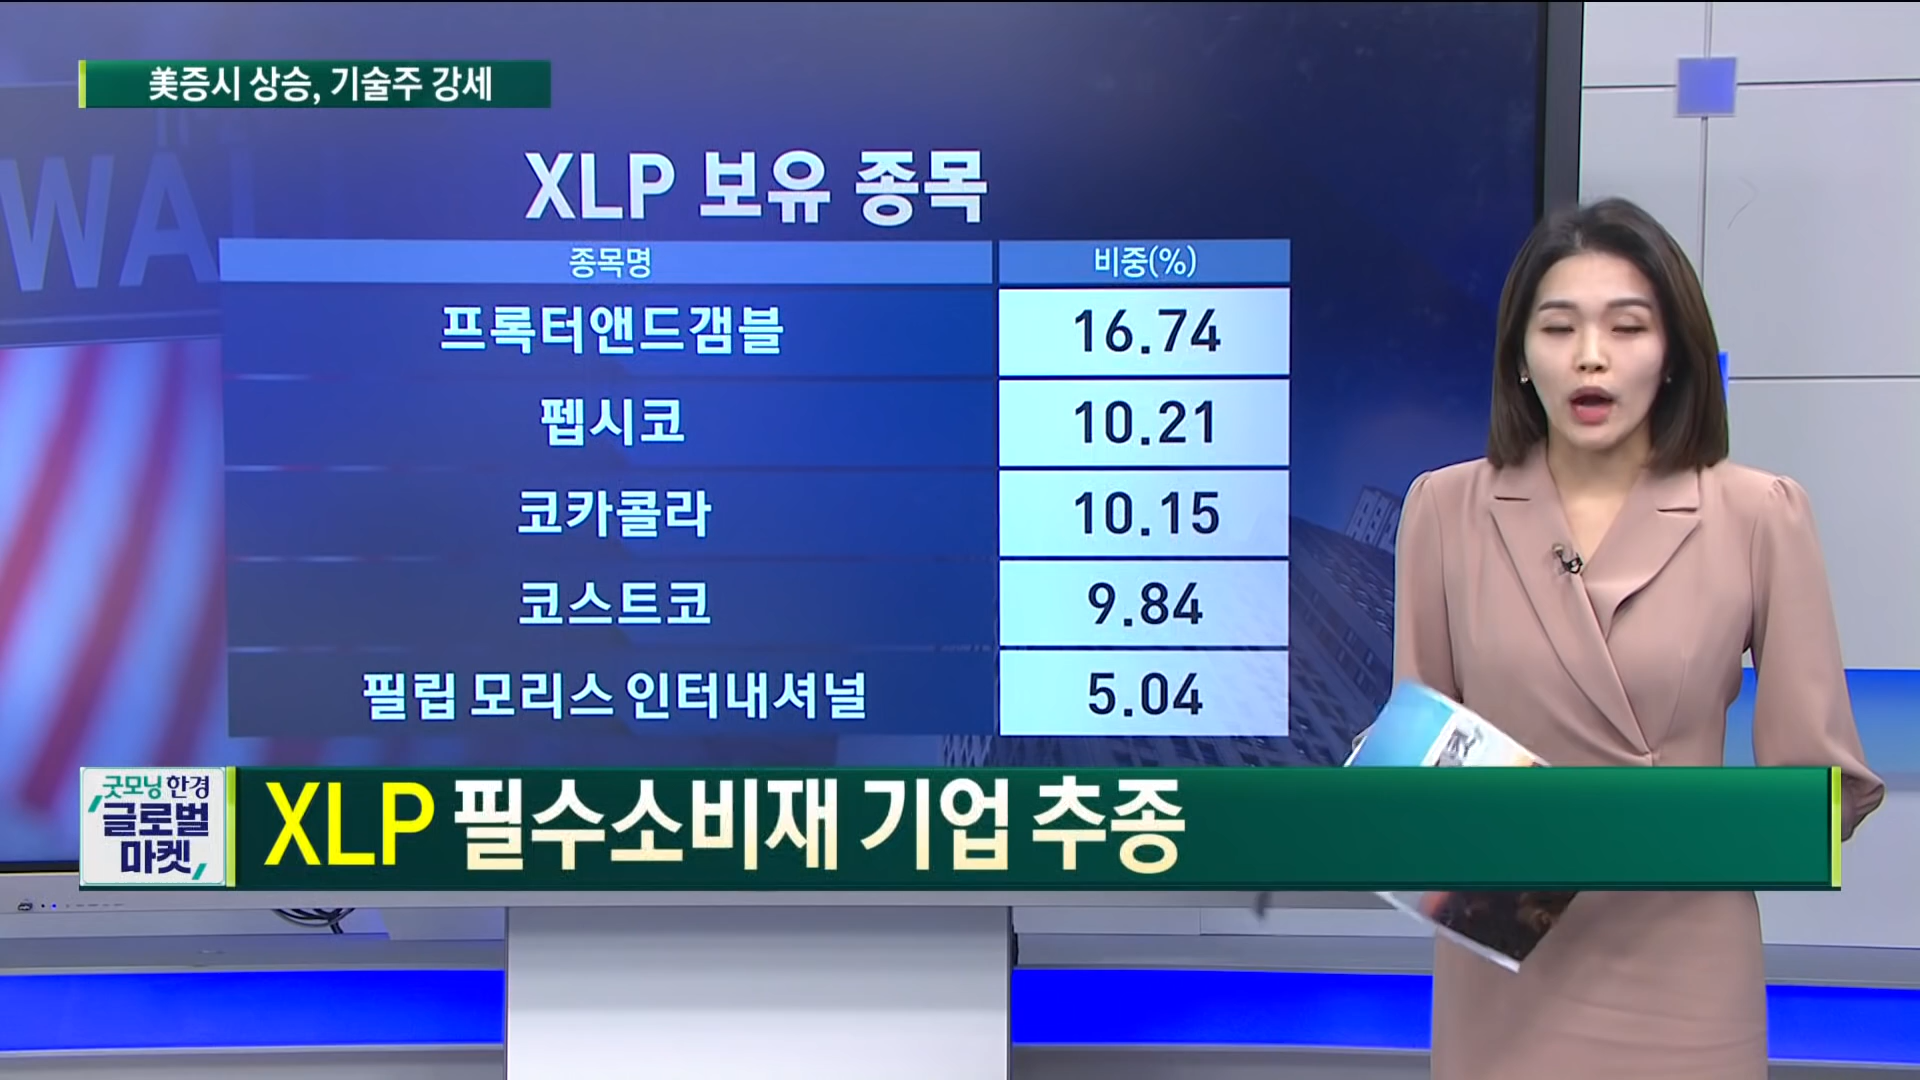 美증시 상승, 기술주 강세
WA
XLP 보유 종목
종목명 비중(%)
프록터앤드갬블 16.74
펩시코 10.21
코카콜라 10.15
코스트코 9.84
필립 모리스 인터내셔널 5.04
굿모닝 한경
글로벌
마켓
XLP 필수소비재 기업 추종